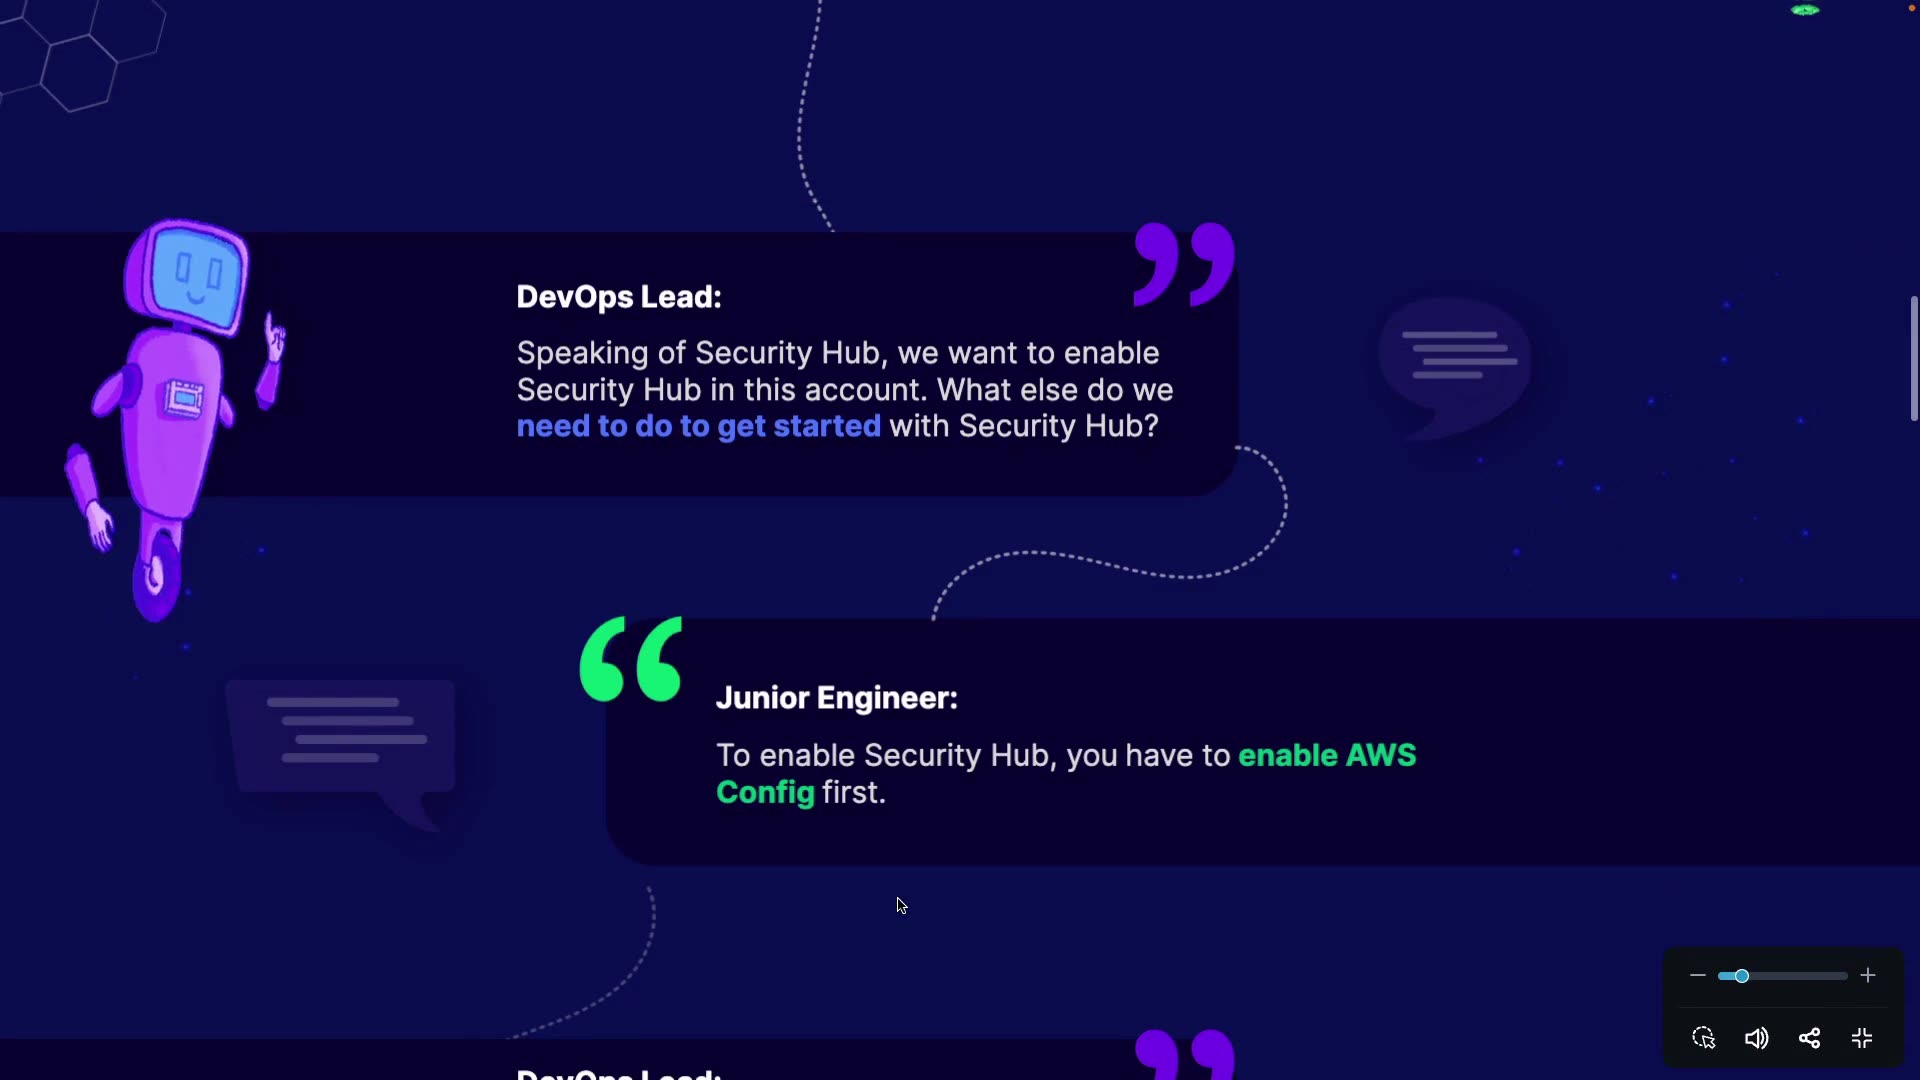 DevOps Lead:
Speaking of Security Hub, we want to enable
Security Hub in this account. What else do we
need to do to get started with Security Hub?
Junior Engineer:
To enable Security Hub, you have to enable AWS
Config first.
DevOps Lead: